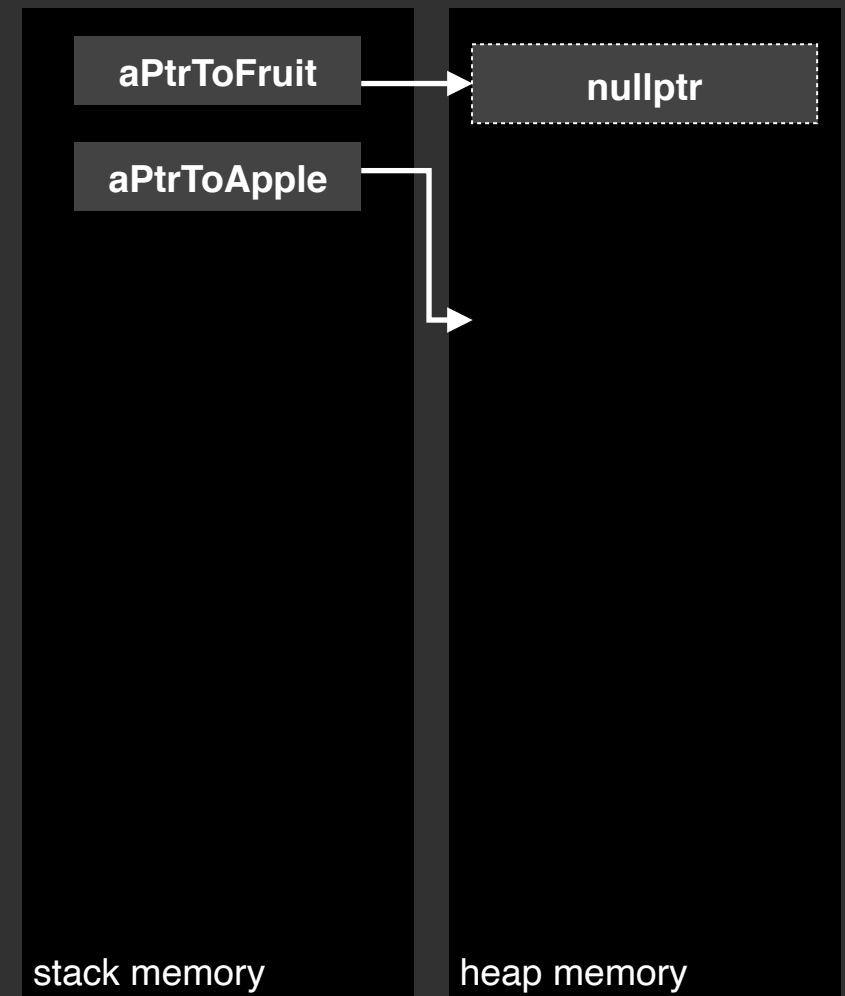 aPtrToFruit
nullptr
aPtrToApple
stack memory
heap memory